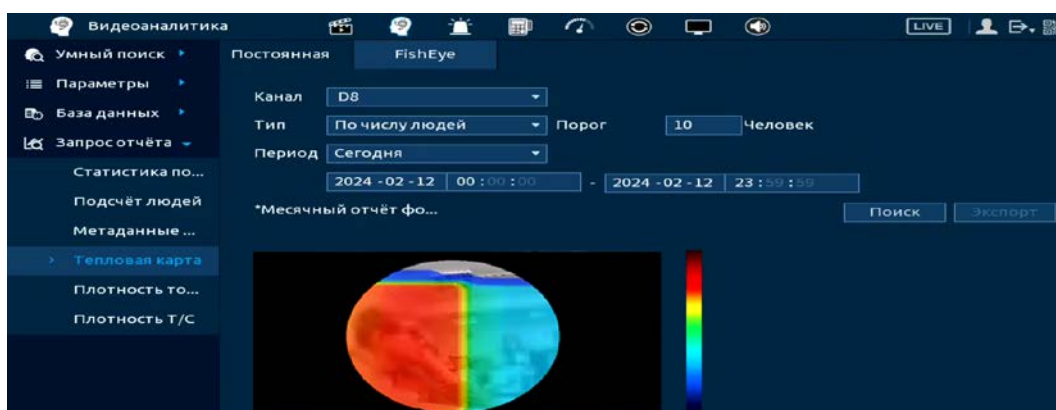 Видеоаналитика LIVE
Умный поиск Постоянная FishEye
Параметры
Канал D8
База данных
Тип По числу людей Порог 10 Человек
Запрос отчёта
Период Сегодня
Статистика по...
2024 - 02 - 12 00 : 00 : 00 - 2024 - 02 - 12 23 : 59 : 59
Подсчёт людей
*Месячный отчёт фо...
Поиск Экспорт
Метаданные ...
Тепловая карта
Плотность то...
Плотность Т/С